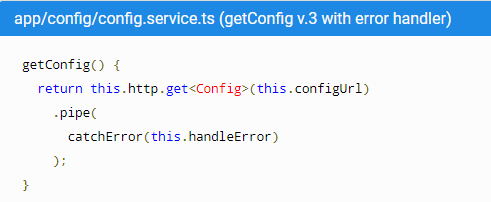 app/config/config.service.ts (getConfig v.3 with error handler)
getConfig() {
  return this.http.get<Config>(this.configUrl)
    .pipe(
      catchError(this.handleError)
    );
}